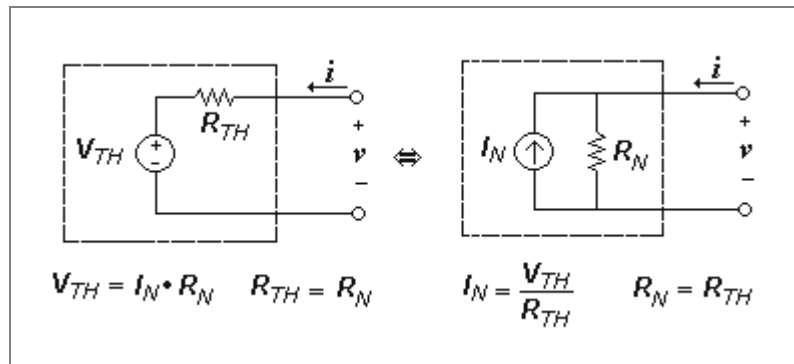 i
R_TH
V_TH
+
−
+
v
−
⇔
i
I_N
R_N
+
v
−
V_TH = I_N • R_N
R_TH = R_N
I_N = V_TH / R_TH
R_N = R_TH